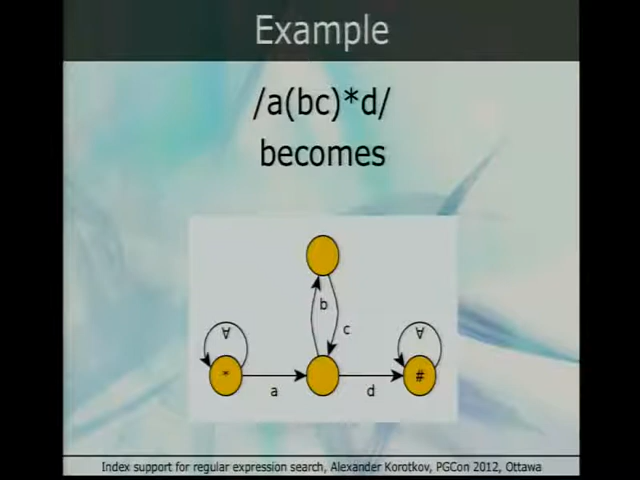 Example
/a(bc)*d/
becomes
b
c
∀
∀
*
#
a
d
Index support for regular expression search, Alexander Korotkov, PGCon 2012, Ottawa